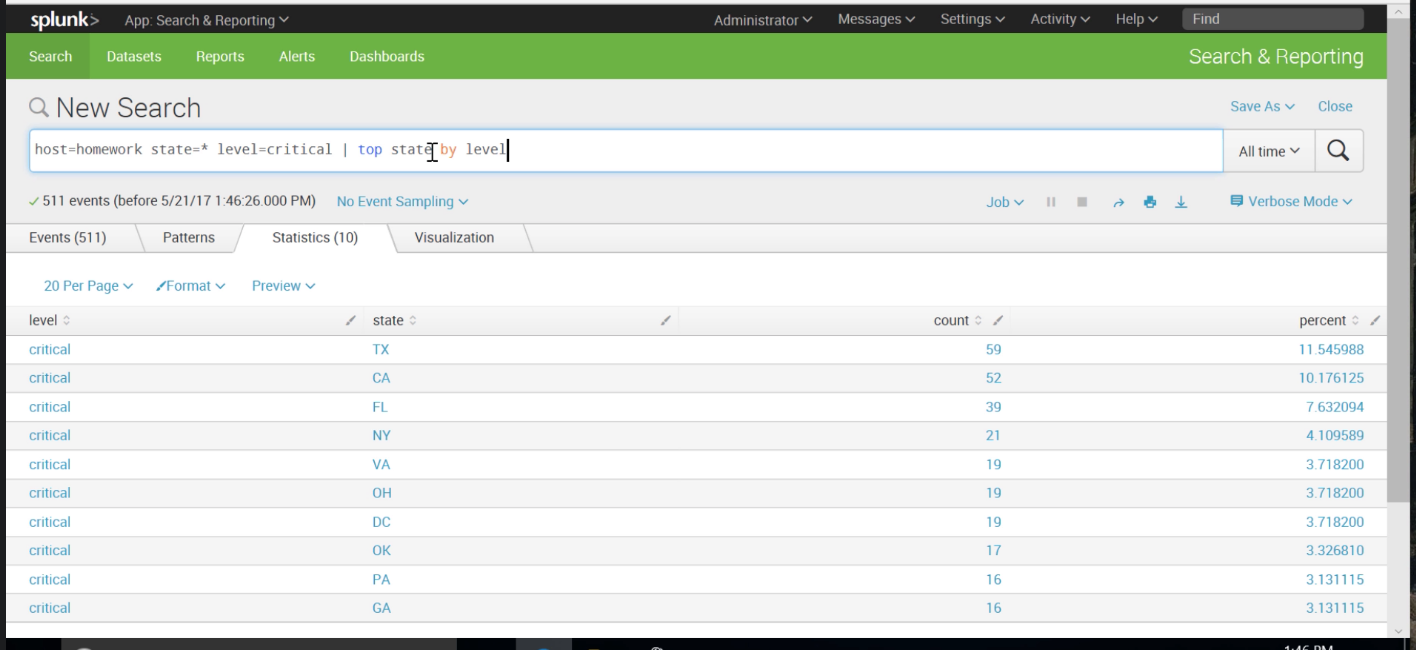 splunk> App: Search & Reporting Administrator Messages Settings Activity Help Find
Search Datasets Reports Alerts Dashboards Search & Reporting
New Search Save As Close
host=homework state=* level=critical | top state by level All time
511 events (before 5/21/17 1:46:26.000 PM) No Event Sampling Job Verbose Mode
Events (511) Patterns Statistics (10) Visualization
20 Per Page Format Preview
level state count percent
critical TX 59 11.545988
critical CA 52 10.176125
critical FL 39 7.632094
critical NY 21 4.109589
critical VA 19 3.718200
critical OH 19 3.718200
critical DC 19 3.718200
critical OK 17 3.326810
critical PA 16 3.131115
critical GA 16 3.131115
1:46 PM